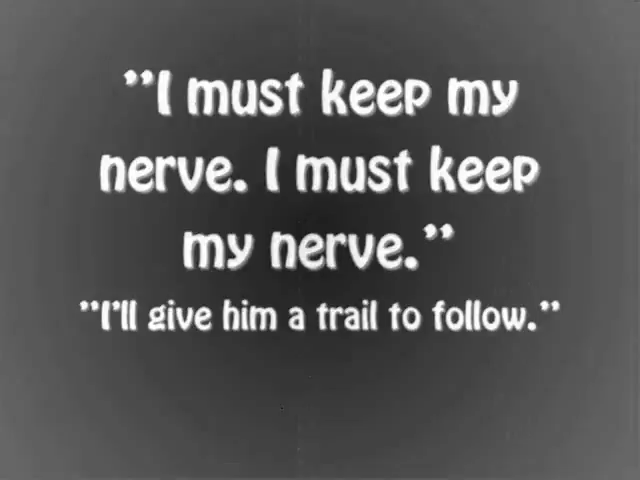 "I must keep my
nerve. I must keep
my nerve."
"I'll give him a trail to follow."